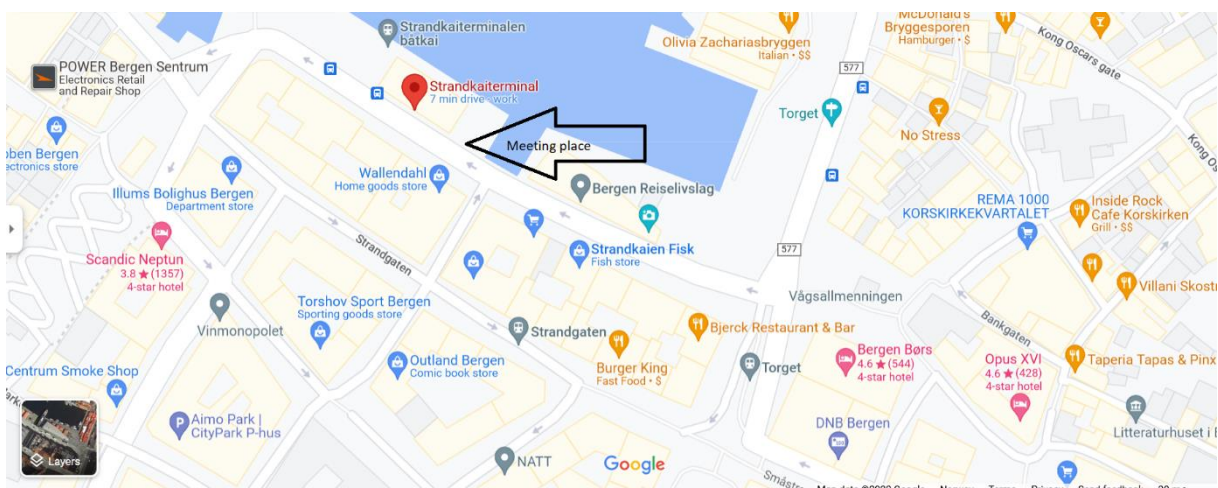 Strandkaiterminalen
båtkai
POWER Bergen Sentrum
Electronics Retail
and Repair Shop
Strandkaiterminal
7 min drive - work
Meeting place
Olivia Zachariasbryggen
Italian • $$
McDonald's
Bryggesporen
Hamburger • $
Kong Oscars gate
577
Torget
No Stress
Kong Os
oben Bergen
ectronics store
Illums Bolighus Bergen
Department store
Wallendahl
Home goods store
Bergen Reiselivslag
REMA 1000
KORSKIRKEKVARTALET
Inside Rock
Cafe Korskirken
Grill • $$
Scandic Neptun
3.8 ★ (1357)
4-star hotel
Strandgaten
Strandkaien Fisk
Fish store
577
Villani Skostr
Vinmonopolet
Torshov Sport Bergen
Sporting goods store
Vågsallmenningen
Bankgaten
Strandgaten
Bjerck Restaurant & Bar
Burger King
Fast Food • $
Outland Bergen
Comic book store
Torget
Bergen Børs
4.6 ★ (544)
4-star hotel
Opus XVI
4.6 ★ (428)
4-star hotel
Taperia Tapas & Pinx
Centrum Smoke Shop
Aimo Park |
CityPark P-hus
DNB Bergen
Litteraturhuset i B
Layers
NATT
Google
Småstr